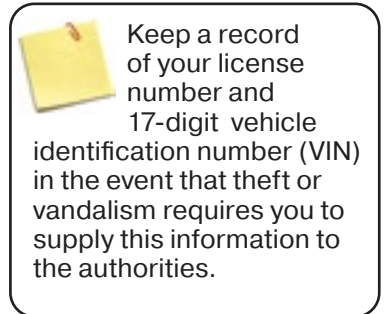 Keep a record
of your license
number and
17-digit vehicle
identification number (VIN)
in the event that theft or
vandalism requires you to
supply this information to
the authorities.